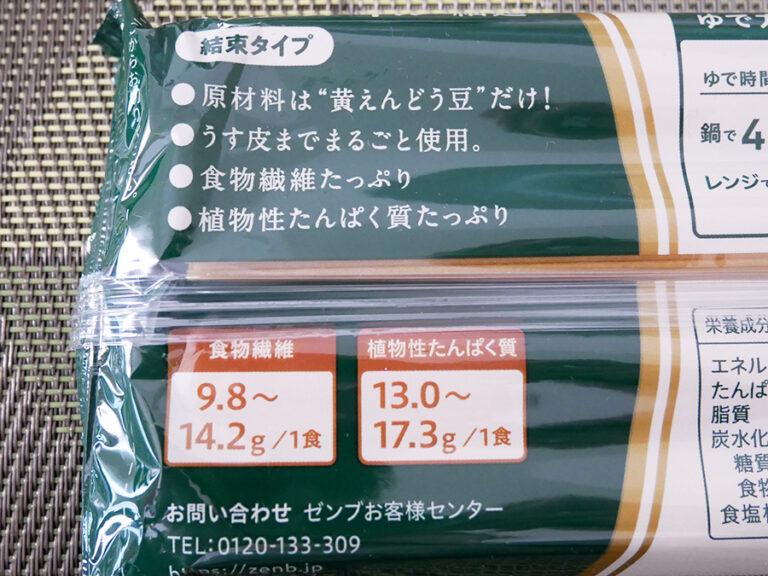 結束タイプ
●原材料は“黄えんどう豆”だけ!
●うす皮までまるごと使用。
●食物繊維たっぷり
●植物性たんぱく質たっぷり
ゆで時間
鍋で4
レンジで
食物繊維
9.8〜
14.2g/1食
植物性たんぱく質
13.0〜
17.3g/1食
お問い合わせ ゼンブお客様センター
TEL:0120-133-309
https://zenb.jp
栄養成分
エネル
たんぱ
脂質
炭水化
糖質
食物
食塩相